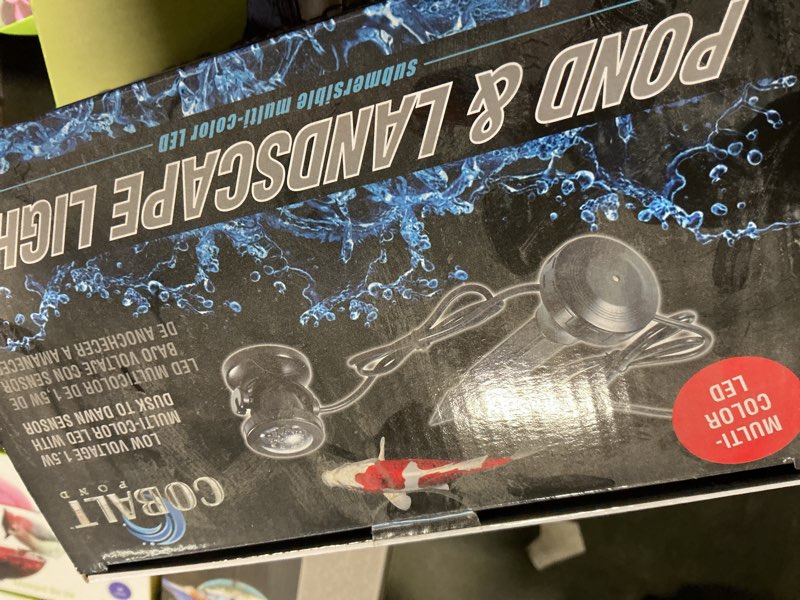 POND & LANDSCAPE LIGH
submersible multi-color LED
MULTI-
COLOR
LED
LOW VOLTAGE 1.5W
MULTI-COLOR LED WITH
DUSK TO DAWN SENSOR
LED MULTICOLOR DE 1.5W DE
BAJO VOLTAJE CON SENSOR
DE ANOCHECER A AMANECE
COBALT
POND